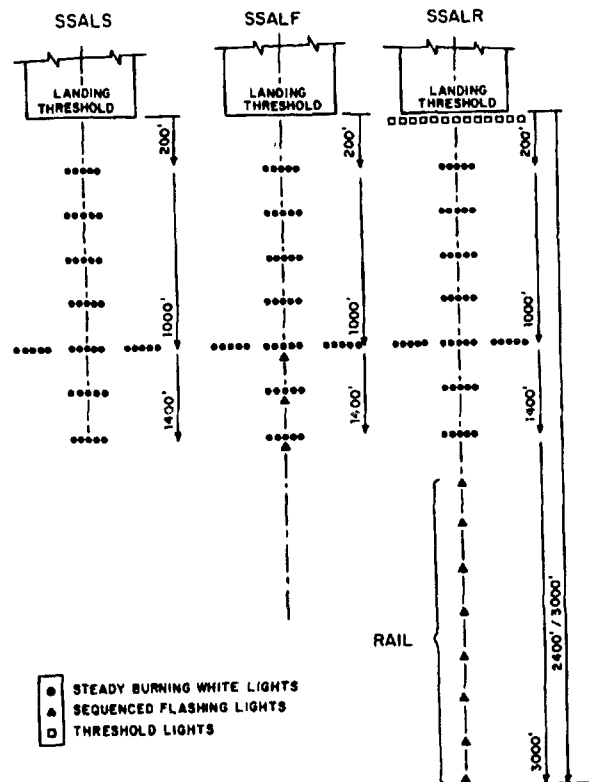 SSALS
SSALF
SSALR
LANDING
THRESHOLD
LANDING
THRESHOLD
LANDING
THRESHOLD
200'
200'
200'
1000'
1000'
1000'
1400'
1400'
1400'
RAIL
2400' / 3000'
3000'
STEADY BURNING WHITE LIGHTS
SEQUENCED FLASHING LIGHTS
THRESHOLD LIGHTS